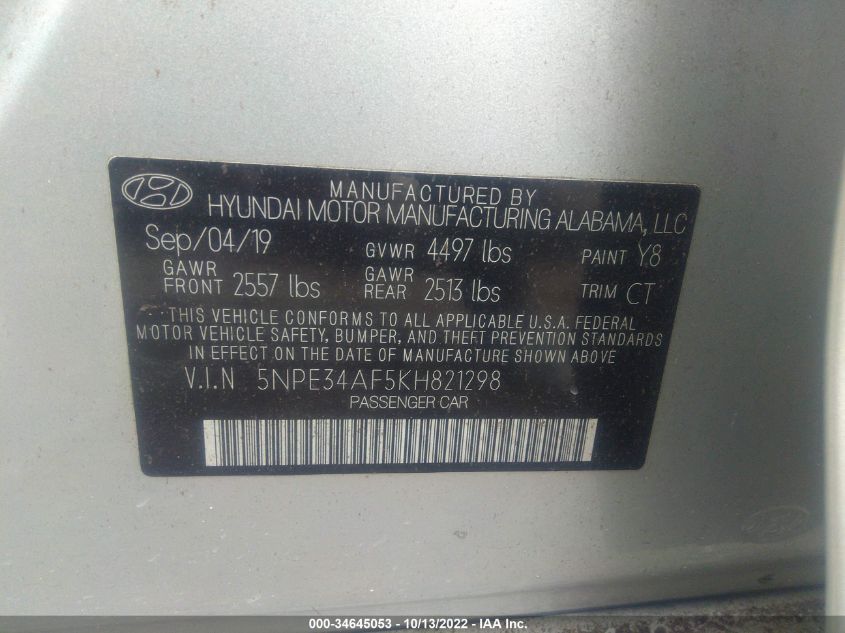 MANUFACTURED BY
HYUNDAI MOTOR MANUFACTURING ALABAMA, LLC
Sep/04/19 GVWR 4497 lbs PAINT Y8
GAWR FRONT 2557 lbs GAWR REAR 2513 lbs TRIM CT
THIS VEHICLE CONFORMS TO ALL APPLICABLE U.S.A. FEDERAL
MOTOR VEHICLE SAFETY, BUMPER, AND THEFT PREVENTION STANDARDS
IN EFFECT ON THE DATE OF MANUFACTURE SHOWN ABOVE
V.I.N 5NPE34AF5KH821298
PASSENGER CAR
000-34645053 - 10/13/2022 - IAA Inc.